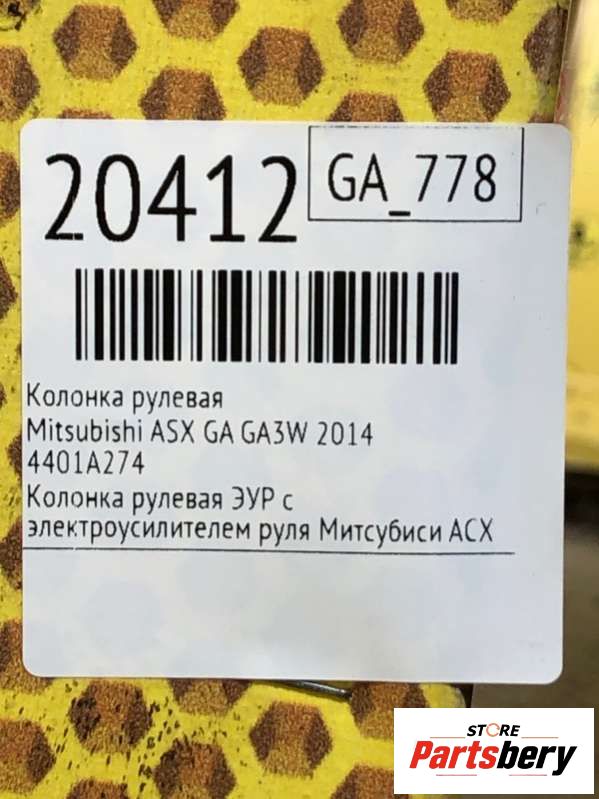 20412
GA_778
Колонка рулевая
Mitsubishi ASX GA GA3W 2014
4401A274
Колонка рулевая ЭУР с
электроусилителем руля Митсубиси АСХ
STORE
Partsbery